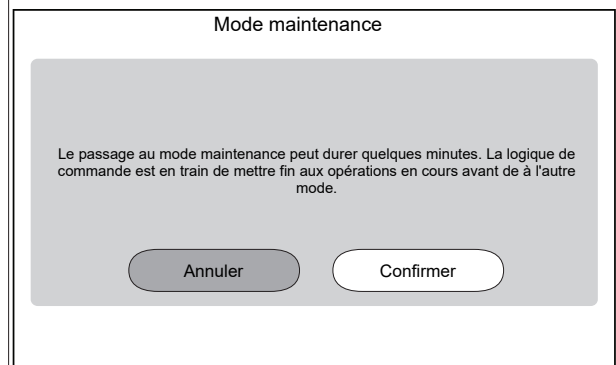 Mode maintenance
Le passage au mode maintenance peut durer quelques minutes. La logique de
commande est en train de mettre fin aux opérations en cours avant de à l'autre
mode.
Annuler
Confirmer